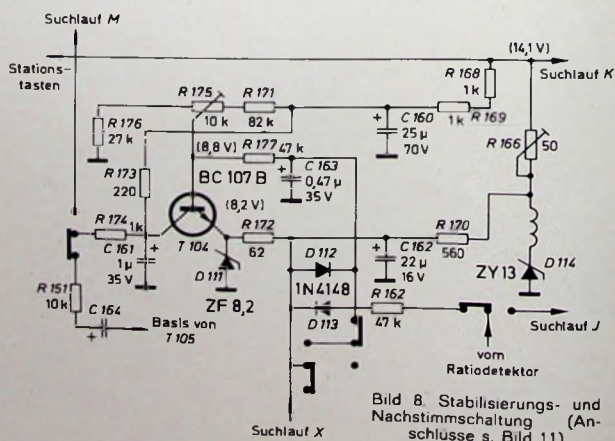 Suchlauf M
Stations-
tasten
(14,1 V)
Suchlauf K
R 175
R 171
10 k
82 k
R 176
27 k
R 168
1 k
1k
R 169
C 160
25 µ
70 V
R 166
50
R 173
220
(8,8 V)
R 177
47 k
BC 107 B
C 163
0,47 µ
35 V
R 174
1k
C 161
1 µ
35 V
T 104
(8,2 V)
R 172
62
R 170
560
C 162
22 µ
16 V
D 111
ZF 8,2
D 112
1N4148
D 113
R 162
47 k
ZY 13
D 114
R 151
10 k
C 164
Basis von
T 105
Suchlauf J
vom
Ratiodetektor
Suchlauf X
Bild 8. Stabilisierungs- und
Nachstimmschaltung (An-
schlüsse s. Bild 11)